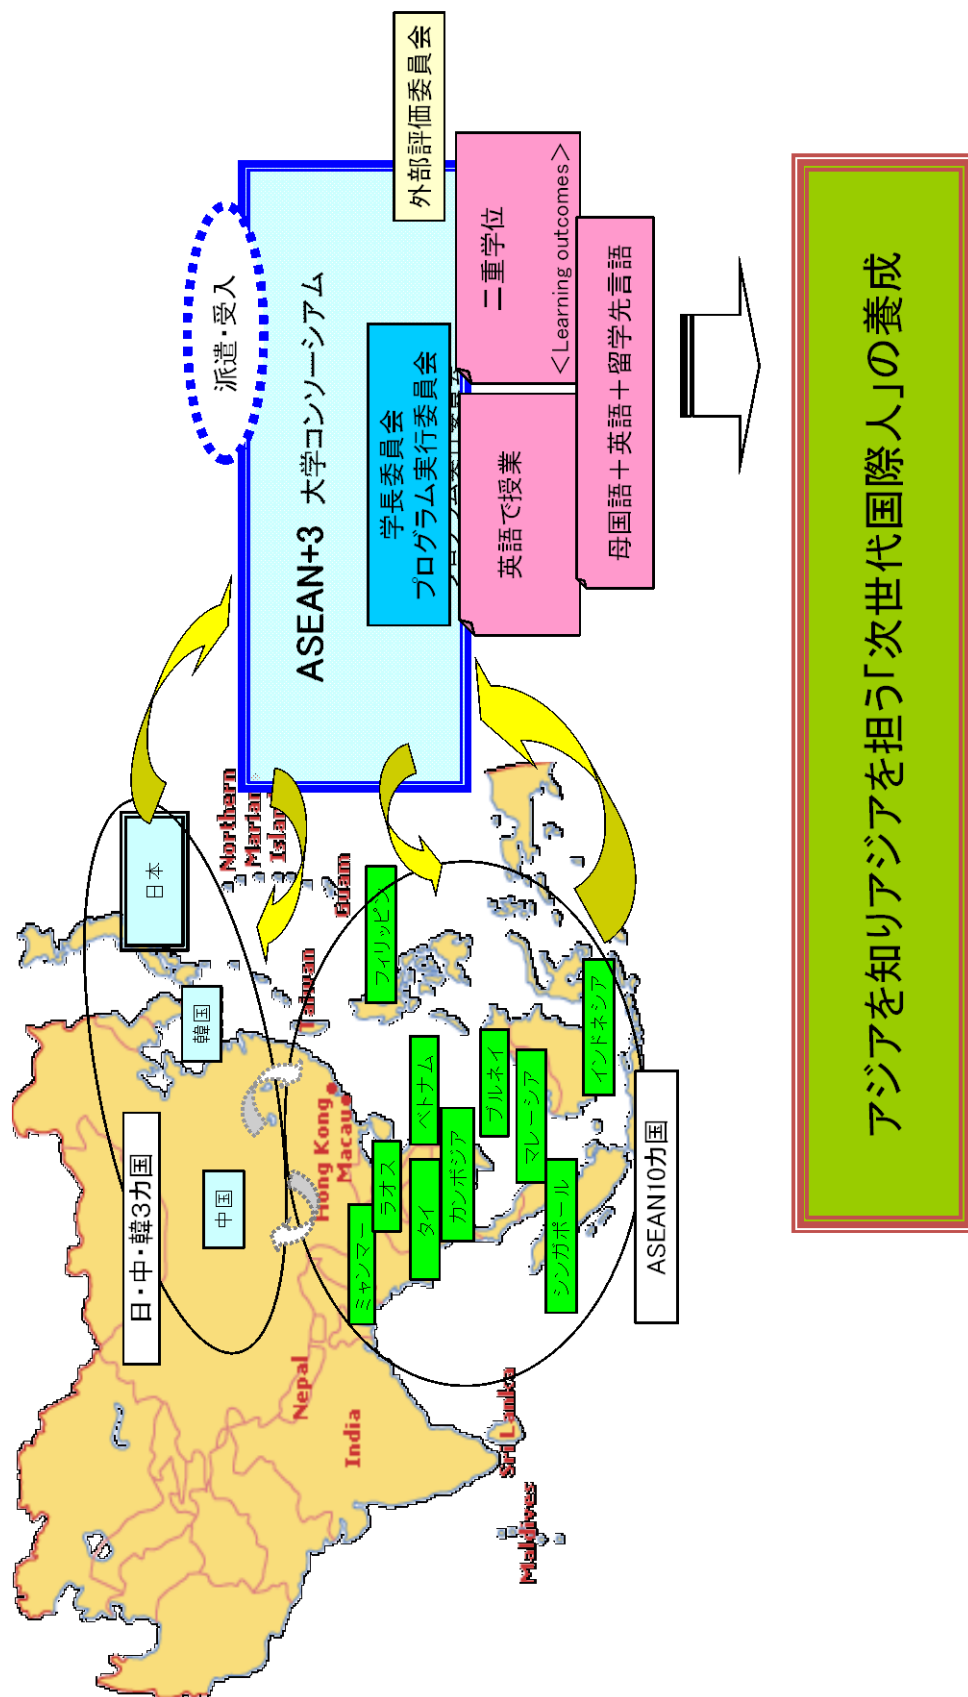 日・中・韓3カ国
中国
韓国
日本
派遣・受入
ASEAN+3 大学コンソーシアム
学長委員会
プログラム実行委員会
外部評価委員会
英語で授業
二重学位
＜Learning outcomes＞
母国語＋英語＋留学先言語
Northern
Marian
Islan
Guam
Taiwan
Hong Kong
Macau
Nepal
India
Sri Lanka
Maldives
フィリピン
ミャンマー
ラオス
ベトナム
タイ
カンボジア
ブルネイ
マレーシア
シンガポール
インドネシア
ASEAN10カ国
アジアを知りアジアを担う「次世代国際人」の養成